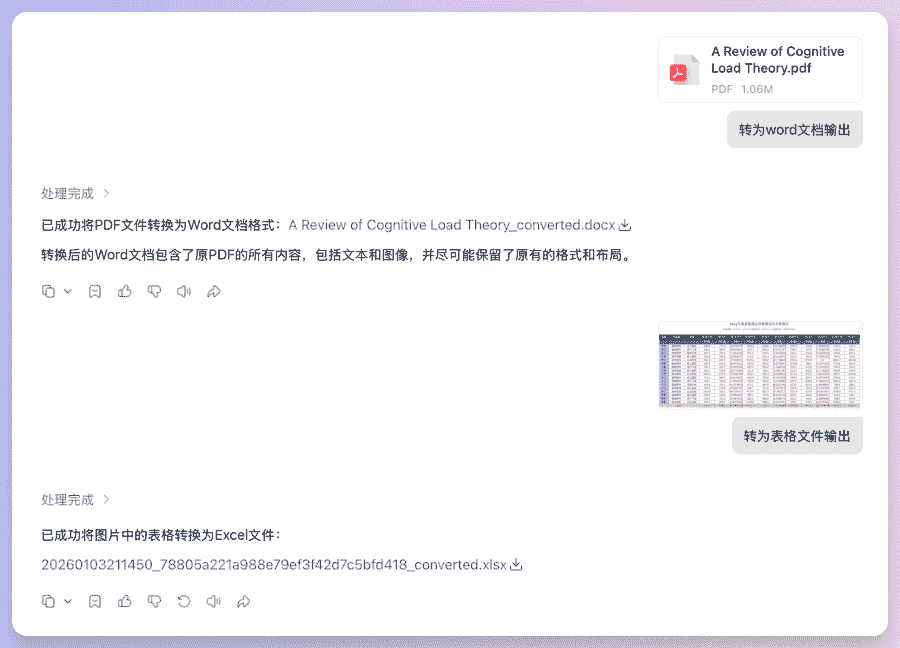 A Review of Cognitive
Load Theory.pdf
PDF 1.06M
转为word文档输出
处理完成
已成功将PDF文件转换为Word文档格式： A Review of Cognitive Load Theory_converted.docx
转换后的Word文档包含了原PDF的所有内容，包括文本和图像，并尽可能保留了原有的格式和布局。
转为表格文件输出
处理完成
已成功将图片中的表格转换为Excel文件：
20260103211450_78805a221a988e79ef3f42d7c5bfd418_converted.xlsx